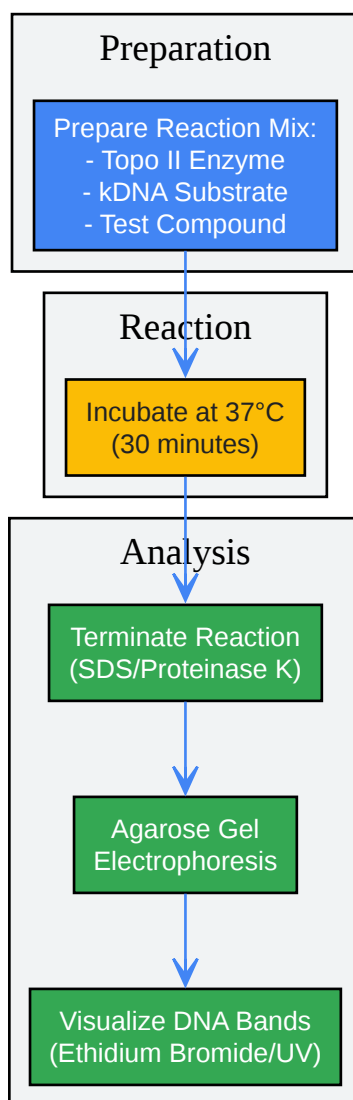 Preparation
Prepare Reaction Mix:
- Topo II Enzyme
- kDNA Substrate
- Test Compound
Reaction
Incubate at 37°C
(30 minutes)
Analysis
Terminate Reaction
(SDS/Proteinase K)
Agarose Gel
Electrophoresis
Visualize DNA Bands
(Ethidium Bromide/UV)